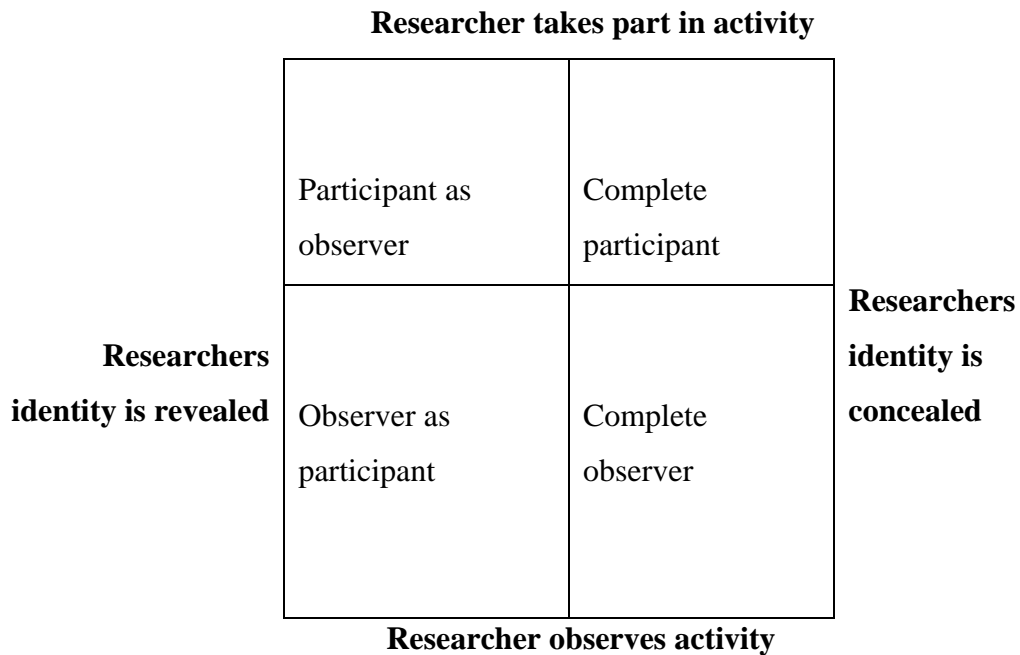 Researcher takes part in activity
Participant as
observer
Complete
participant
Researchers
identity is revealed
Researchers
identity is
concealed
Observer as
participant
Complete
observer
Researcher observes activity